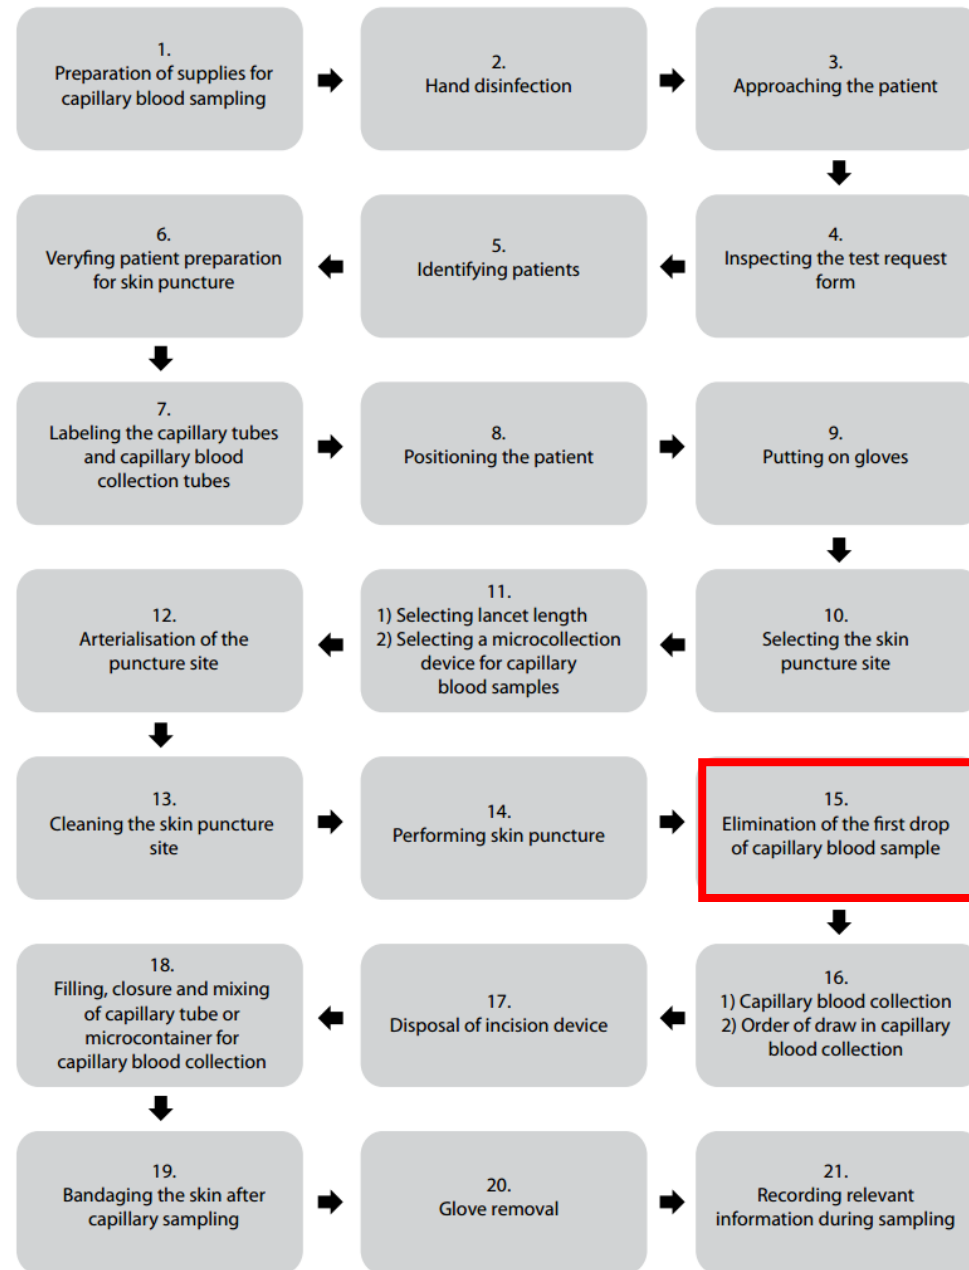 1.
Preparation of supplies for
capillary blood sampling
2.
Hand disinfection
3.
Approaching the patient
4.
Inspecting the test request
form
5.
Identifying patients
6.
Veryfing patient preparation
for skin puncture
7.
Labeling the capillary tubes
and capillary blood
collection tubes
8.
Positioning the patient
9.
Putting on gloves
10.
Selecting the skin
puncture site
11.
1) Selecting lancet length
2) Selecting a microcollection
device for capillary
blood samples
12.
Arterialisation of the
puncture site
13.
Cleaning the skin puncture
site
14.
Performing skin puncture
15.
Elimination of the first drop
of capillary blood sample
16.
1) Capillary blood collection
2) Order of draw in capillary
blood collection
17.
Disposal of incision device
18.
Filling, closure and mixing
of capillary tube or
microcontainer for
capillary blood collection
19.
Bandaging the skin after
capillary sampling
20.
Glove removal
21.
Recording relevant
information during sampling